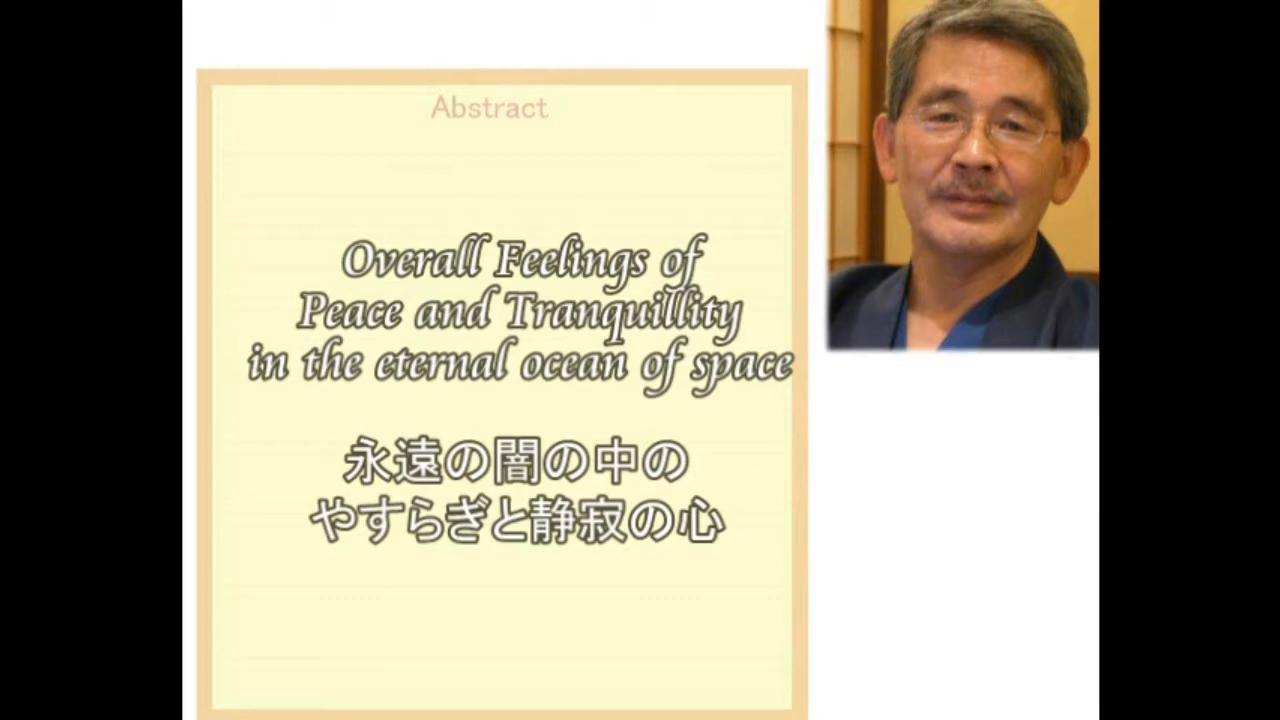 Abstract
Overall Feelings of
Peace and Tranquillity
in the eternal ocean of space
永遠の闇の中の
やすらぎと静寂の心